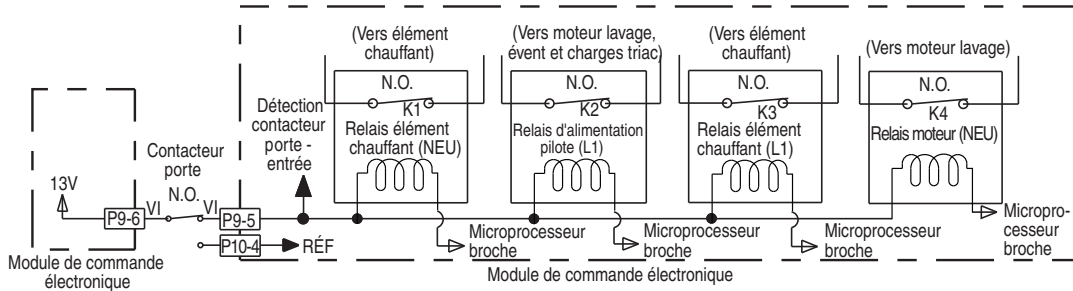 (Vers élément
chauffant)
N.O.
K1
Relais élément
chauffant (NEU)
(Vers moteur lavage,
évent et charges triac)
N.O.
K2
Relais d'alimentation
pilote (L1)
(Vers élément
chauffant)
N.O.
K3
Relais élément
chauffant (L1)
(Vers moteur lavage)
N.O.
K4
Relais moteur (NEU)
Détection
contacteur
porte -
entrée
Contacteur
porte
N.O.
13V
P9-6
VI
VI
P9-5
P10-4
RÉF
Microprocesseur
broche
Microprocesseur
broche
Microprocesseur
broche
Micropro-
cesseur
broche
Module de commande
électronique
Module de commande électronique